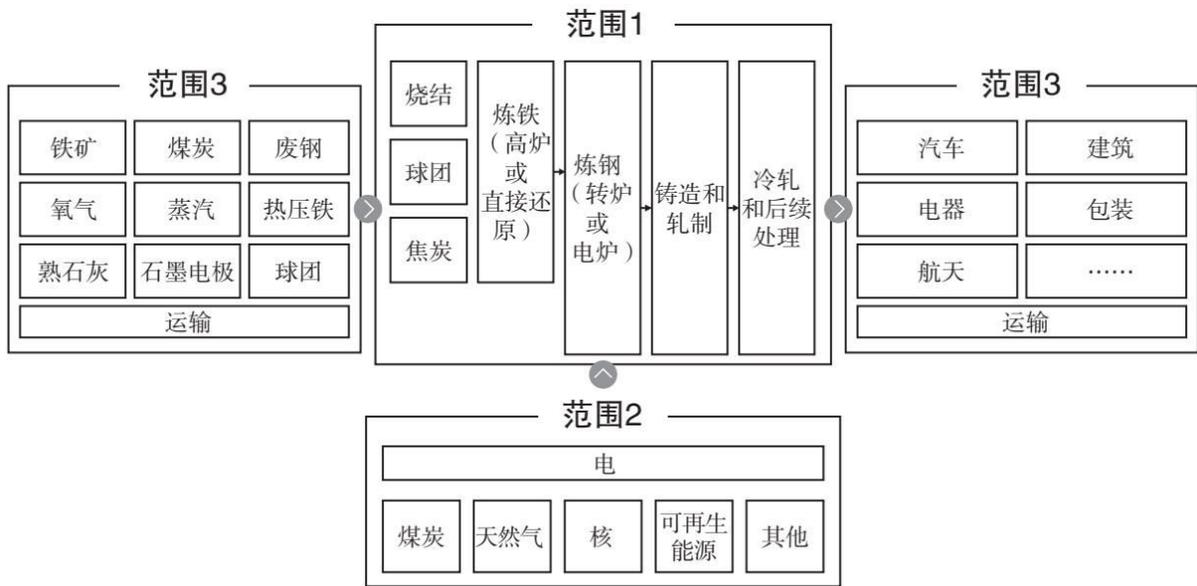 范围1
范围3
铁矿
煤炭
废钢
氧气
蒸汽
热压铁
熟石灰
石墨电极
球团
运输
烧结
球团
焦炭
炼铁
（高炉
或
直接还
原）
炼钢
（转炉
或
电炉）
铸造和
轧制
冷轧
和后续
处理
范围3
汽车
建筑
电器
包装
航天
……
运输
范围2
电
煤炭
天然气
核
可再生
能源
其他